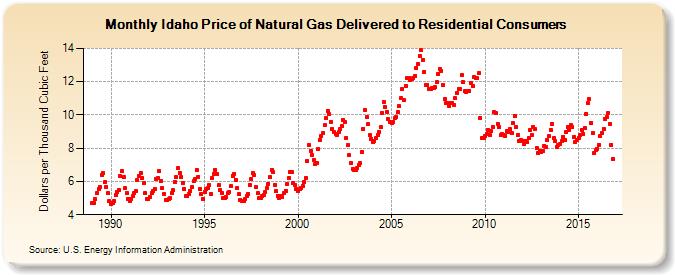 Monthly Idaho Price of Natural Gas Delivered to Residential Consumers
Dollars per Thousand Cubic Feet
14
12
10
8
6
4
1990 1995 2000 2005 2010 2015
Source: U.S. Energy Information Administration